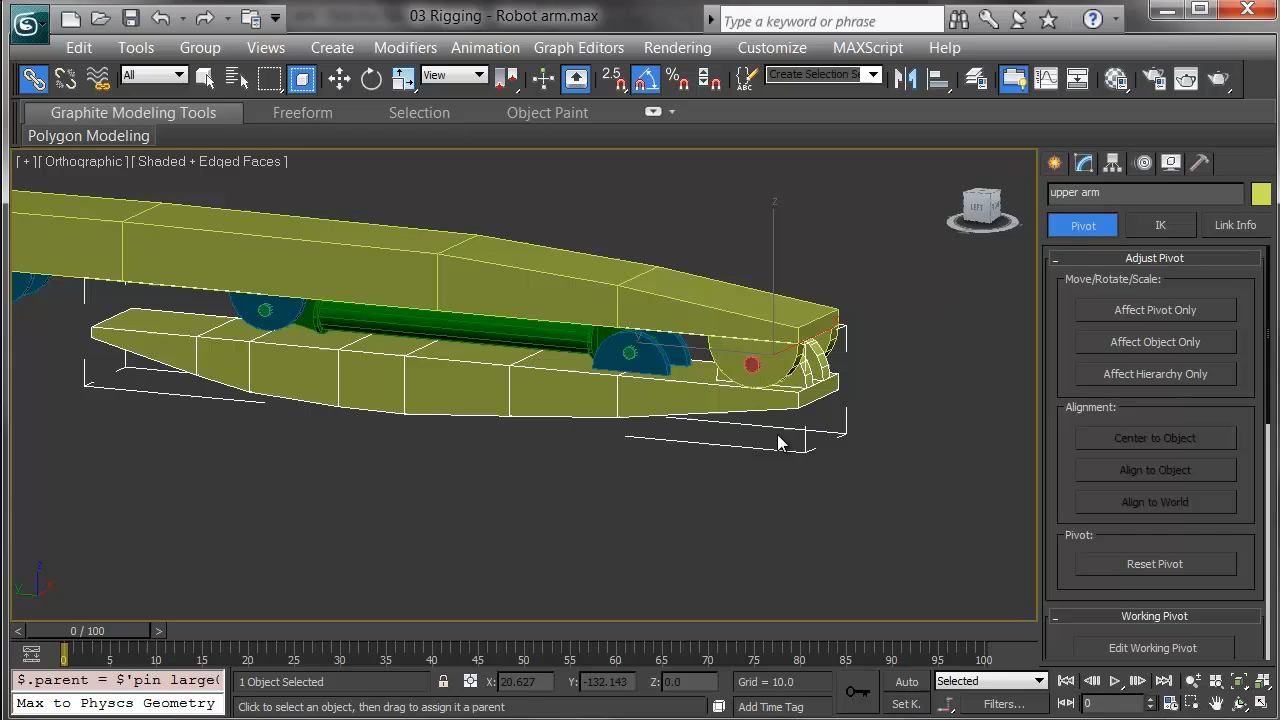 03 Rigging - Robot arm.max
Type a keyword or phrase
Edit Tools Group Views Create Modifiers Animation Graph Editors Rendering Customize MAXScript Help
All
View
2.5
Create Selection Se
Graphite Modeling Tools Freeform Selection Object Paint
Polygon Modeling
[ + ] [ Orthographic ] [ Shaded + Edged Faces ]
upper arm
Pivot IK Link Info
- Adjust Pivot
Move/Rotate/Scale:
Affect Pivot Only
Affect Object Only
Affect Hierarchy Only
Alignment:
Center to Object
Align to Object
Align to World
Pivot:
Reset Pivot
- Working Pivot
Edit Working Pivot
LEFT
z
z
y x
< 0 / 100 >
0 5 10 15 20 25 30 35 40 45 50 55 60 65 70 75 80 85 90 95 100
$.parent = $'pin large(
Max to Physcs Geometry
1 Object Selected
X: 20.627 Y: -132.143 Z: 0.0
Grid = 10.0
Auto Selected
Click to select an object, then drag to assign it a parent
Add Time Tag
Set K. Filters...
0